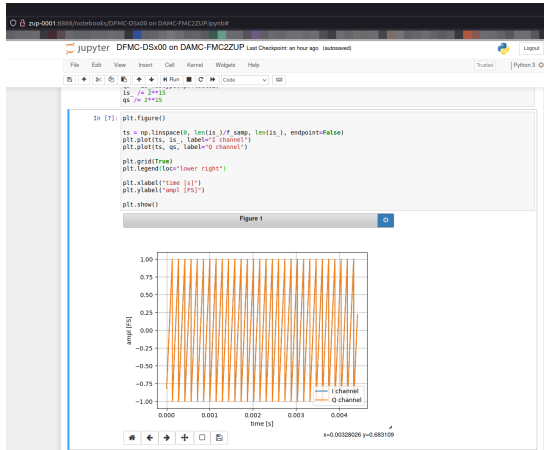 zup-0001:8888/notebooks/DFMC-DSx00 on DAMC-FMC2ZUP.ipynb#
jupyter DFMC-DSx00 on DAMC-FMC2ZUP Last Checkpoint: an hour ago (autosaved)
Logout
File Edit View Insert Cell Kernel Widgets Help
Trusted Python 3 O
Run Code
is_ /= 2**15
qs /= 2**15
In [7]: plt.figure()
ts = np.linspace(0, len(is_)/f_samp, len(is_), endpoint=False)
plt.plot(ts, is_, label="I channel")
plt.plot(ts, qs, label="Q channel")
plt.grid(True)
plt.legend(loc="lower right")
plt.xlabel("time [s]")
plt.ylabel("ampl [FS]")
plt.show()
Figure 1
1.00
0.75
0.50
0.25
0.00
−0.25
−0.50
−0.75
−1.00
ampl [FS]
I channel
Q channel
0.000 0.001 0.002 0.003 0.004
time [s]
x=0.00328026 y=0.683109